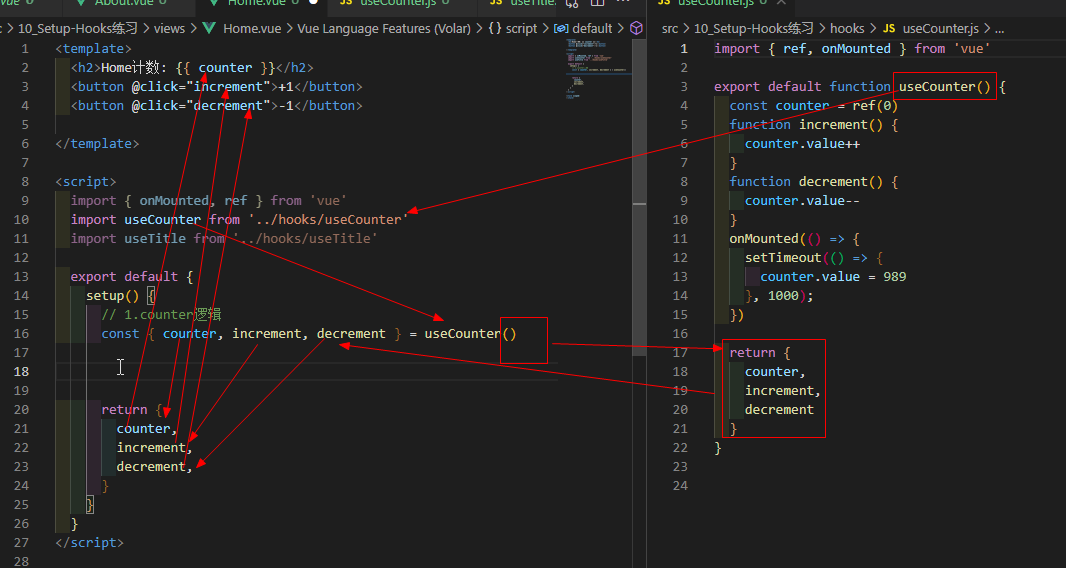 About.vue
Home.vue
useCounter.js
useTitle.
10_Setup-Hooks练习 > views > Home.vue > Vue Language Features (Volar) > {} script > default
1 <template>
2 <h2>Home计数: {{ counter }}</h2>
3 <button @click="increment">+1</button>
4 <button @click="decrement">-1</button>
5
6 </template>
7
8 <script>
9 import { onMounted, ref } from 'vue'
10 import useCounter from '../hooks/useCounter'
11 import useTitle from '../hooks/useTitle'
12
13 export default {
14 setup() {
15 // 1.counter逻辑
16 const { counter, increment, decrement } = useCounter()
17
18
19
20 return {
21 counter,
22 increment,
23 decrement,
24 }
25 }
26 }
27 </script>
28
JS useCounter.js
src > 10_Setup-Hooks练习 > hooks > JS useCounter.js > ...
1 import { ref, onMounted } from 'vue'
2
3 export default function useCounter() {
4 const counter = ref(0)
5 function increment() {
6 counter.value++
7 }
8 function decrement() {
9 counter.value--
10 }
11 onMounted(() => {
12 setTimeout(() => {
13 counter.value = 989
14 }, 1000);
15 })
16
17 return {
18 counter,
19 increment,
20 decrement
21 }
22 }
23
24